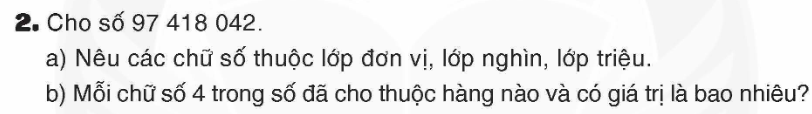 2. Cho số 97 418 042.
a) Nêu các chữ số thuộc lớp đơn vị, lớp nghìn, lớp triệu.
b) Mỗi chữ số 4 trong số đã cho thuộc hàng nào và có giá trị là bao nhiêu?